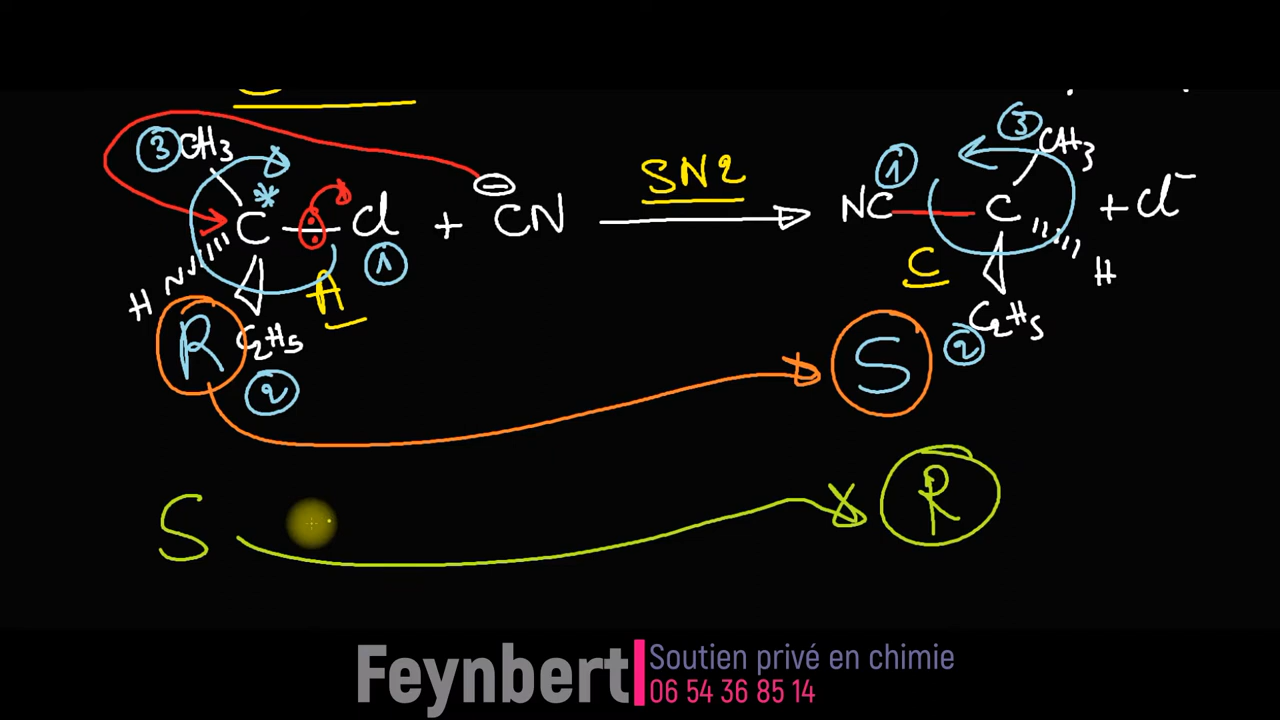 ③ CH3 * C — Cl + ⊖ CN
H C2H5 ① A
R ②
SN2
NC ① — C ③ CH3 + Cl⁻
C H
S ② C2H5
S R
Feynbert
Soutien privé en chimie
06 54 36 85 14